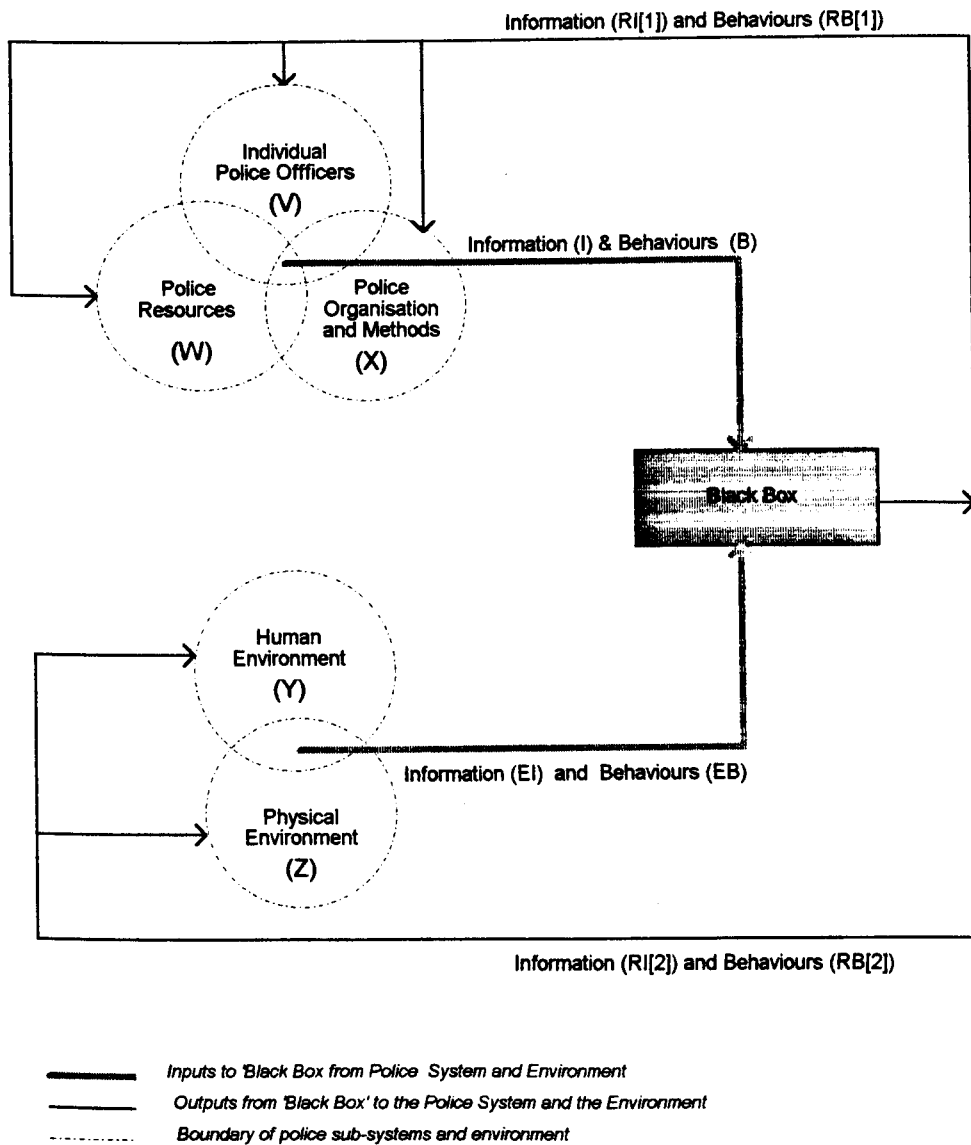 Information (RI[1]) and Behaviours (RB[1])
Individual
Police Offficers
(V)
Information (I) & Behaviours (B)
Police
Resources
(W)
Police
Organisation
and Methods
(X)
Black Box
Human
Environment
(Y)
Information (EI) and Behaviours (EB)
Physical
Environment
(Z)
Information (RI[2]) and Behaviours (RB[2])
Inputs to 'Black Box from Police System and Environment
Outputs from 'Black Box' to the Police System and the Environment
Boundary of police sub-systems and environment